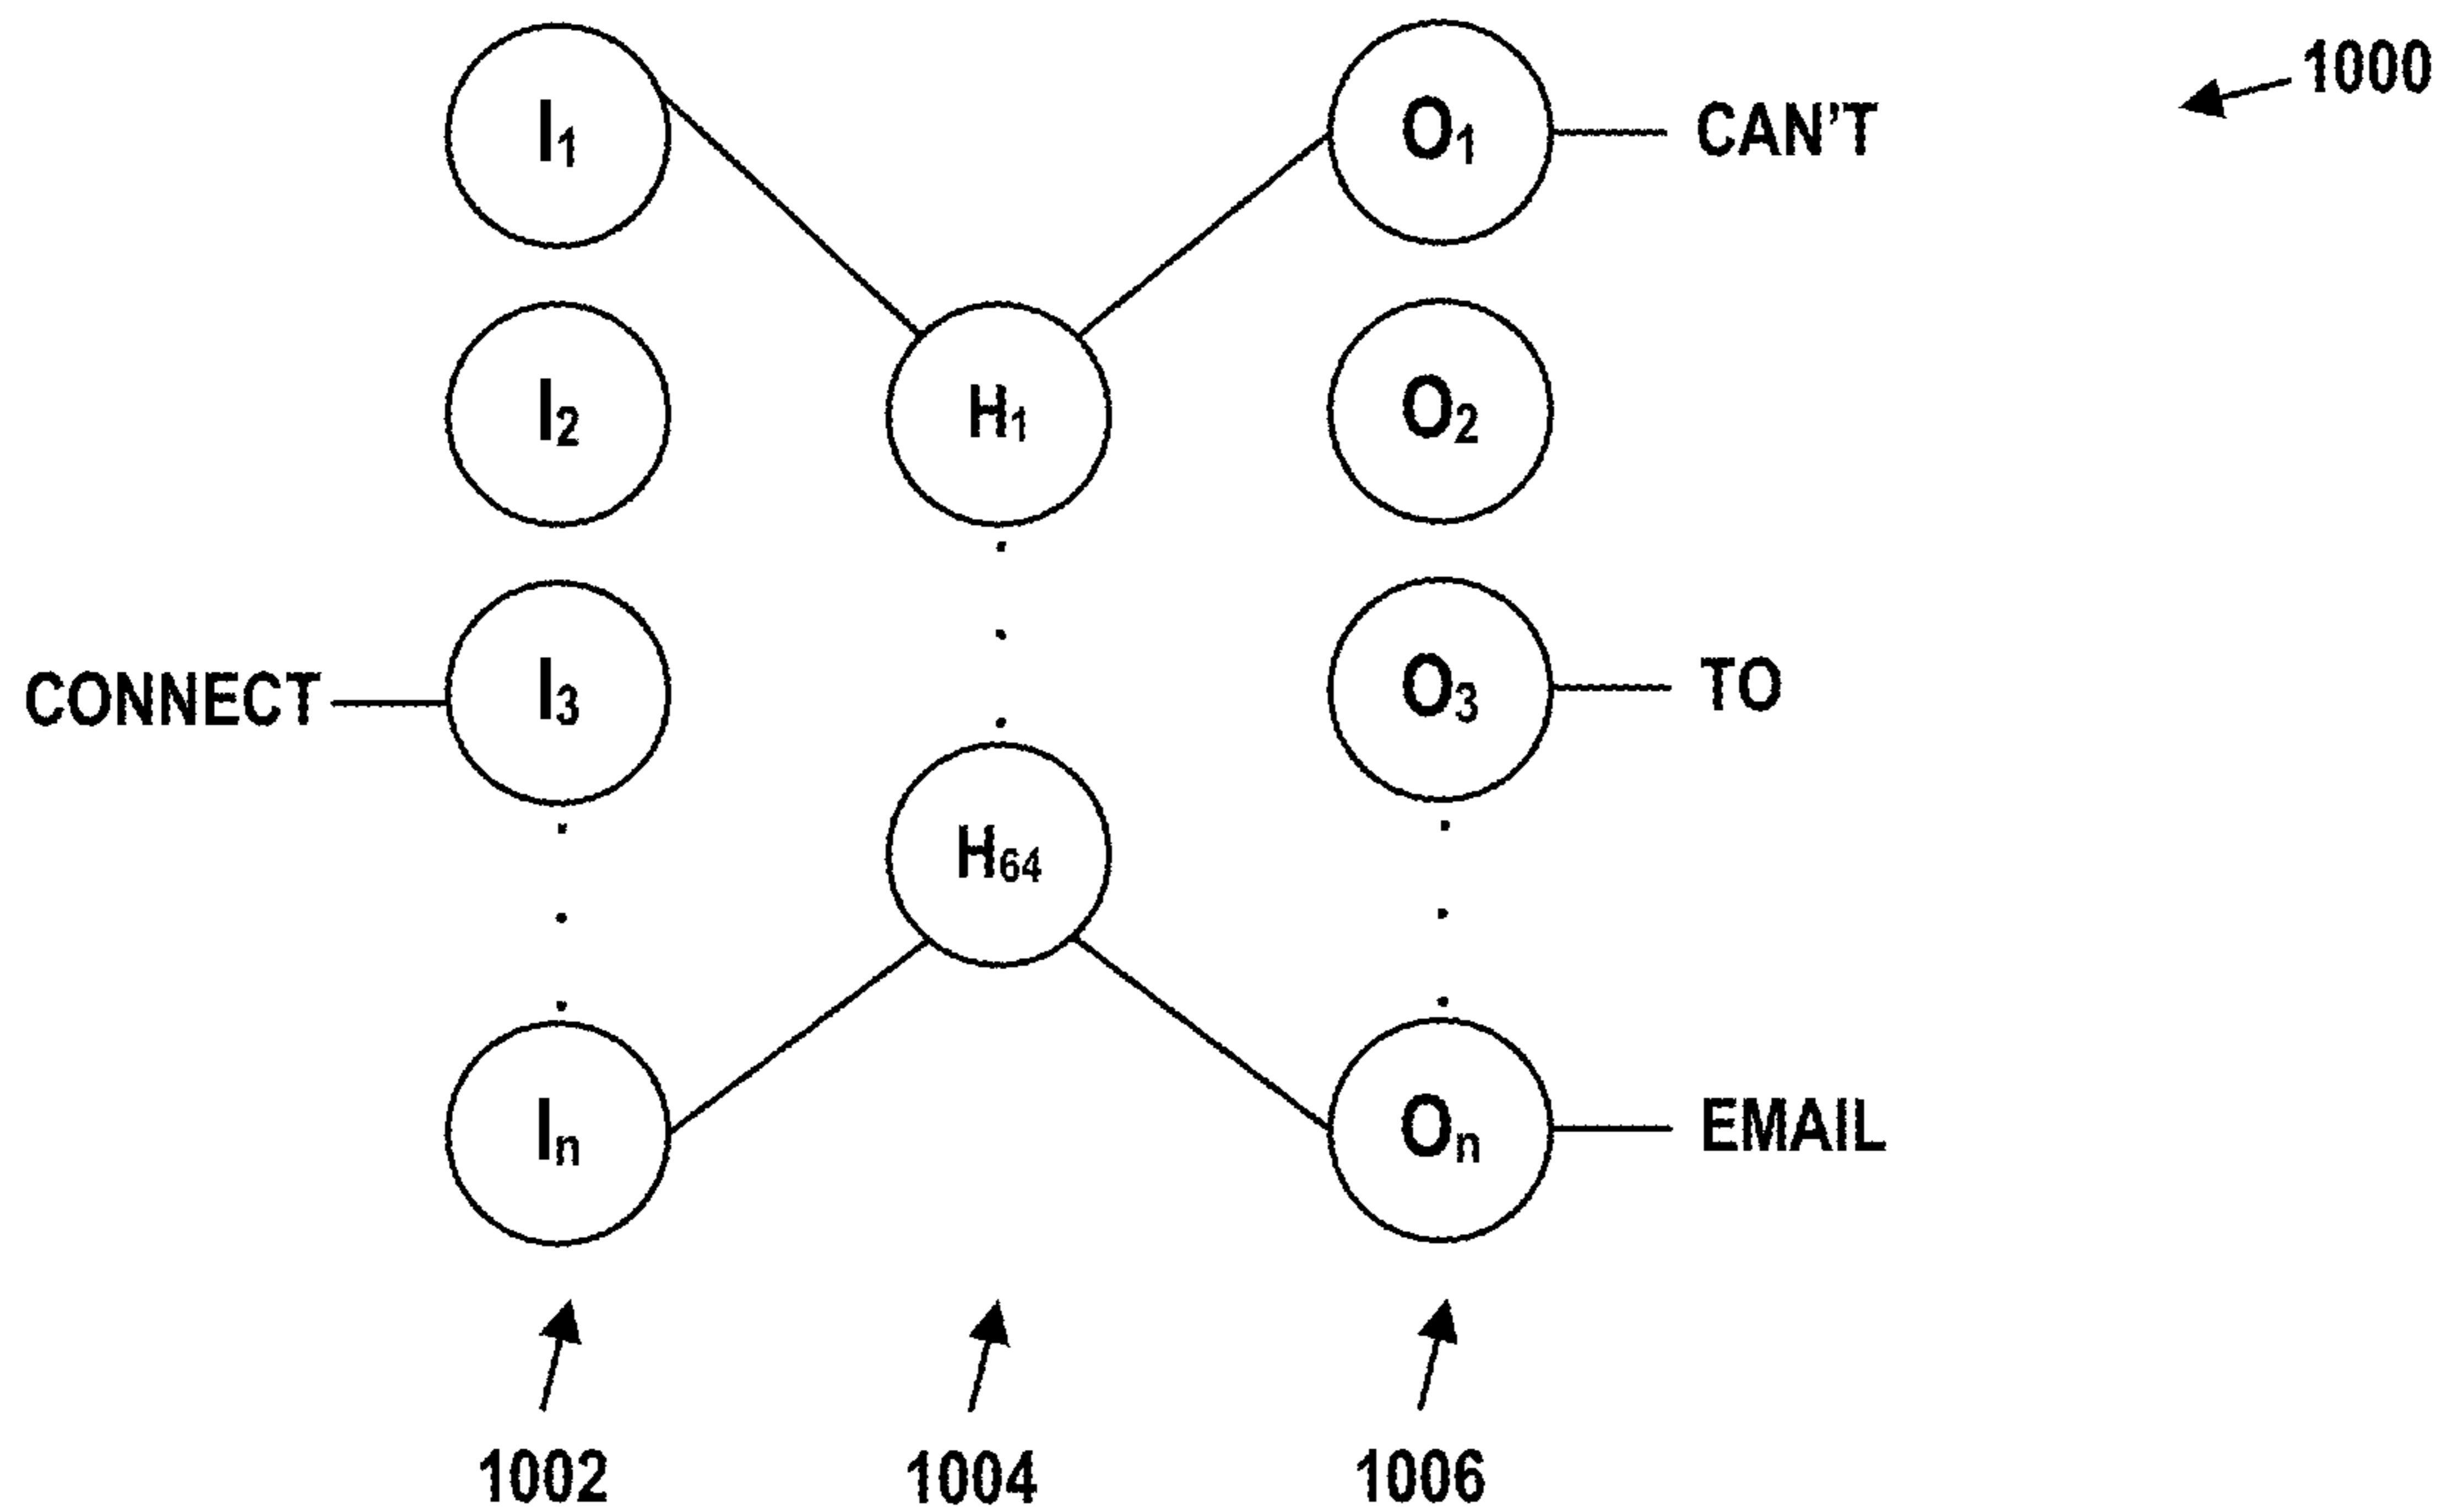 1000
I1 O1 CAN'T
I2 H1 O2
CONNECT I3 O3 TO
H64
In On EMAIL
1002 1004 1006